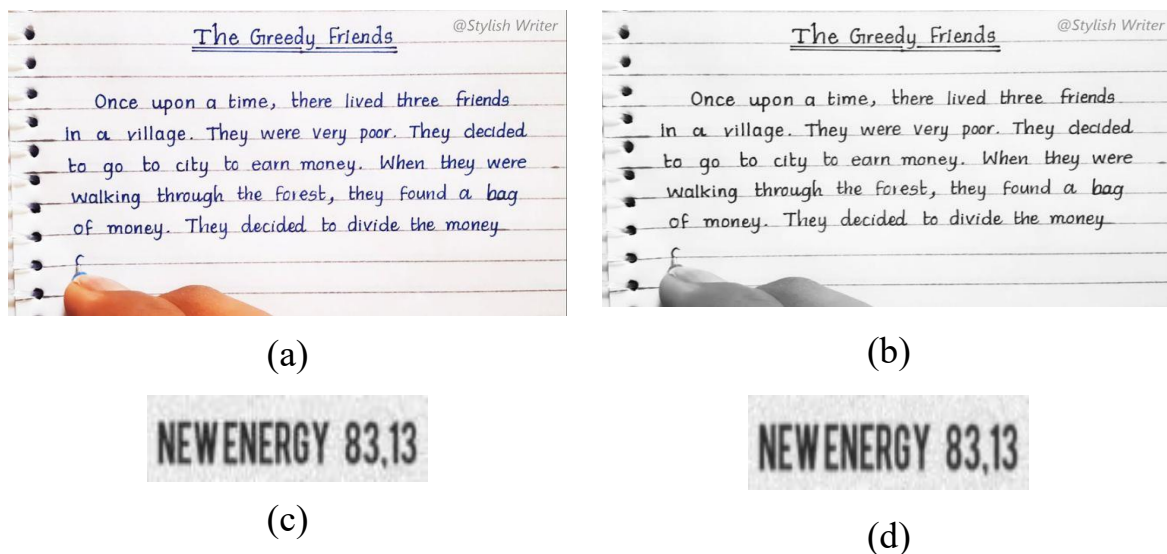 @Stylish Writer
The Greedy Friends
Once upon a time, there lived three friends
in a village. They were very poor. They decided
to go to city to earn money. When they were
walking through the forest, they found a bag
of money. They decided to divide the money
@Stylish Writer
The Greedy Friends
Once upon a time, there lived three friends
in a village. They were very poor. They decided
to go to city to earn money. When they were
walking through the forest, they found a bag
of money. They decided to divide the money
(a)
(b)
NEW ENERGY 83,13
NEW ENERGY 83,13
(c)
(d)